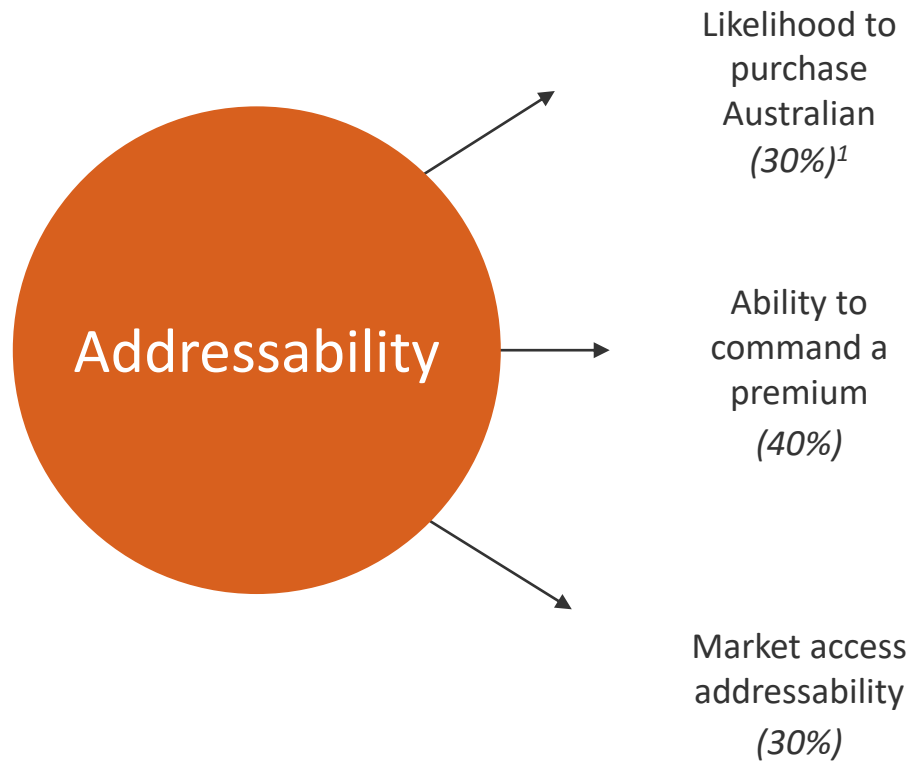 Likelihood to
purchase
Australian
(30%)¹
Addressability
Ability to
command a
premium
(40%)
Market access
addressability
(30%)